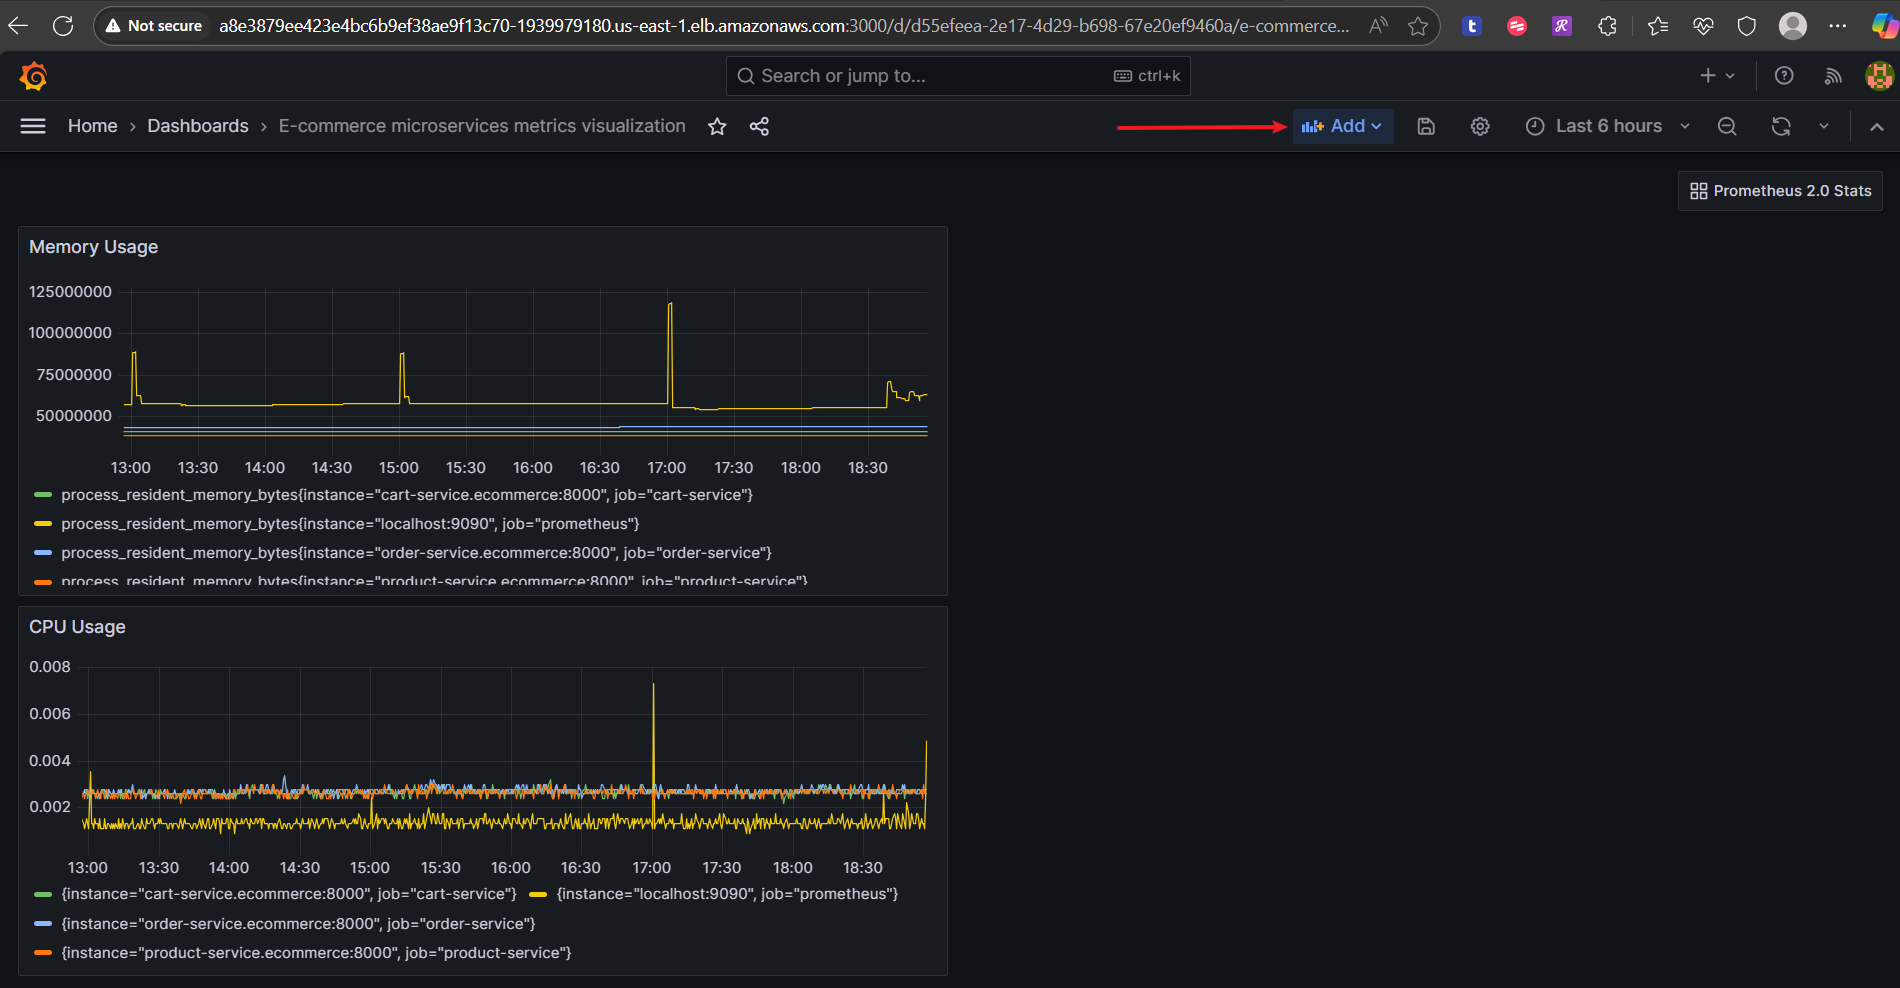 Not secure a8e3879ee423e4bc6b9ef38ae9f13c70-1939979180.us-east-1.elb.amazonaws.com:3000/d/d55efeea-2e17-4d29-b698-67e20ef9460a/e-commerce...
Search or jump to... ctrl+k
Home › Dashboards › E-commerce microservices metrics visualization Add Last 6 hours
Prometheus 2.0 Stats
Memory Usage
125000000
100000000
75000000
50000000
13:00 13:30 14:00 14:30 15:00 15:30 16:00 16:30 17:00 17:30 18:00 18:30
process_resident_memory_bytes{instance="cart-service.ecommerce:8000", job="cart-service"}
process_resident_memory_bytes{instance="localhost:9090", job="prometheus"}
process_resident_memory_bytes{instance="order-service.ecommerce:8000", job="order-service"}
process_resident_memory_bytes{instance="product-service.ecommerce:8000", job="product-service"}
CPU Usage
0.008
0.006
0.004
0.002
13:00 13:30 14:00 14:30 15:00 15:30 16:00 16:30 17:00 17:30 18:00 18:30
{instance="cart-service.ecommerce:8000", job="cart-service"} {instance="localhost:9090", job="prometheus"}
{instance="order-service.ecommerce:8000", job="order-service"}
{instance="product-service.ecommerce:8000", job="product-service"}